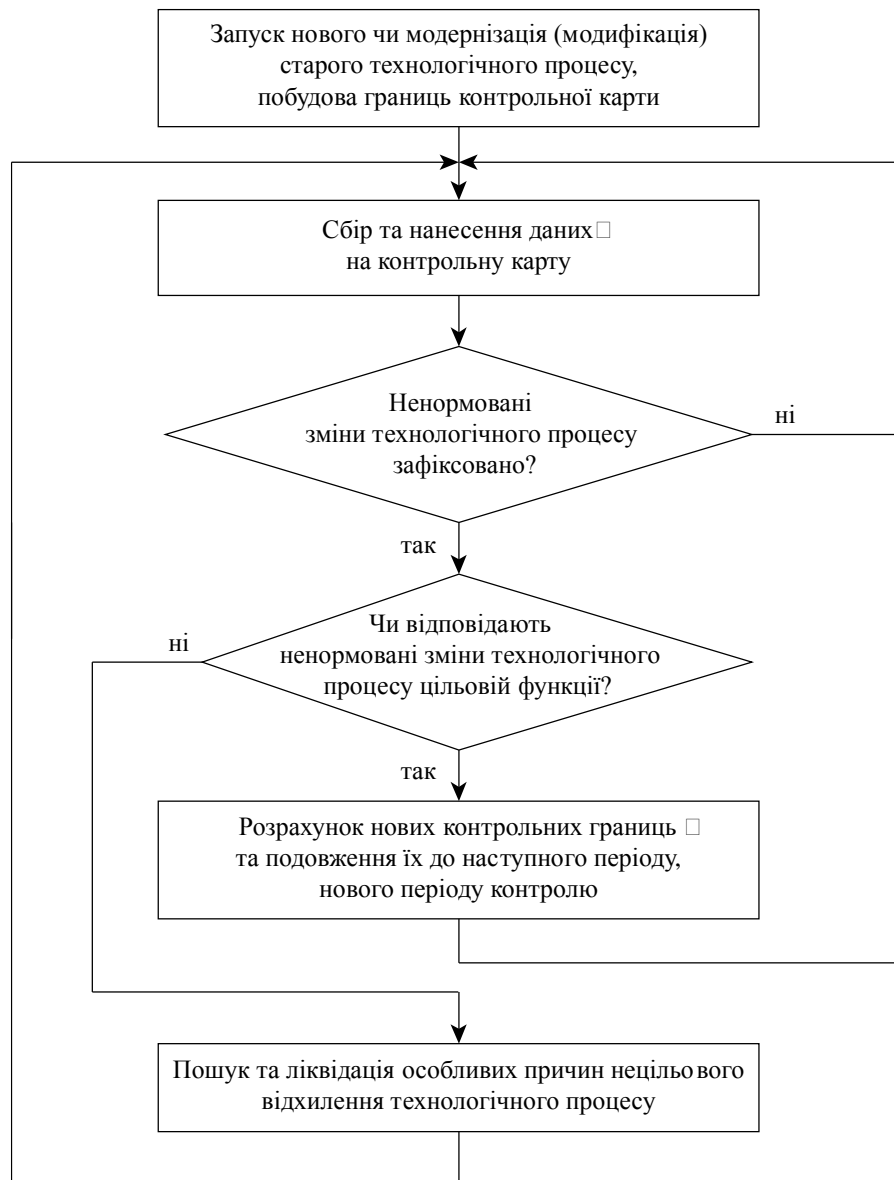 Запуск нового чи модернізація (модифікація)
старого технологічного процесу,
побудова границь контрольної карти
Сбір та нанесення даних□
на контрольну карту
Ненормовані
зміни технологічного процесу
зафіксовано?
ні
так
Чи відповідають
ні
ненормовані зміни технологічного
процесу цільовій функції?
так
Розрахунок нових контрольних границь □
та подовження їх до наступного періоду,
нового періоду контролю
Пошук та ліквідація особливих причин нецільового
відхилення технологічного процесу